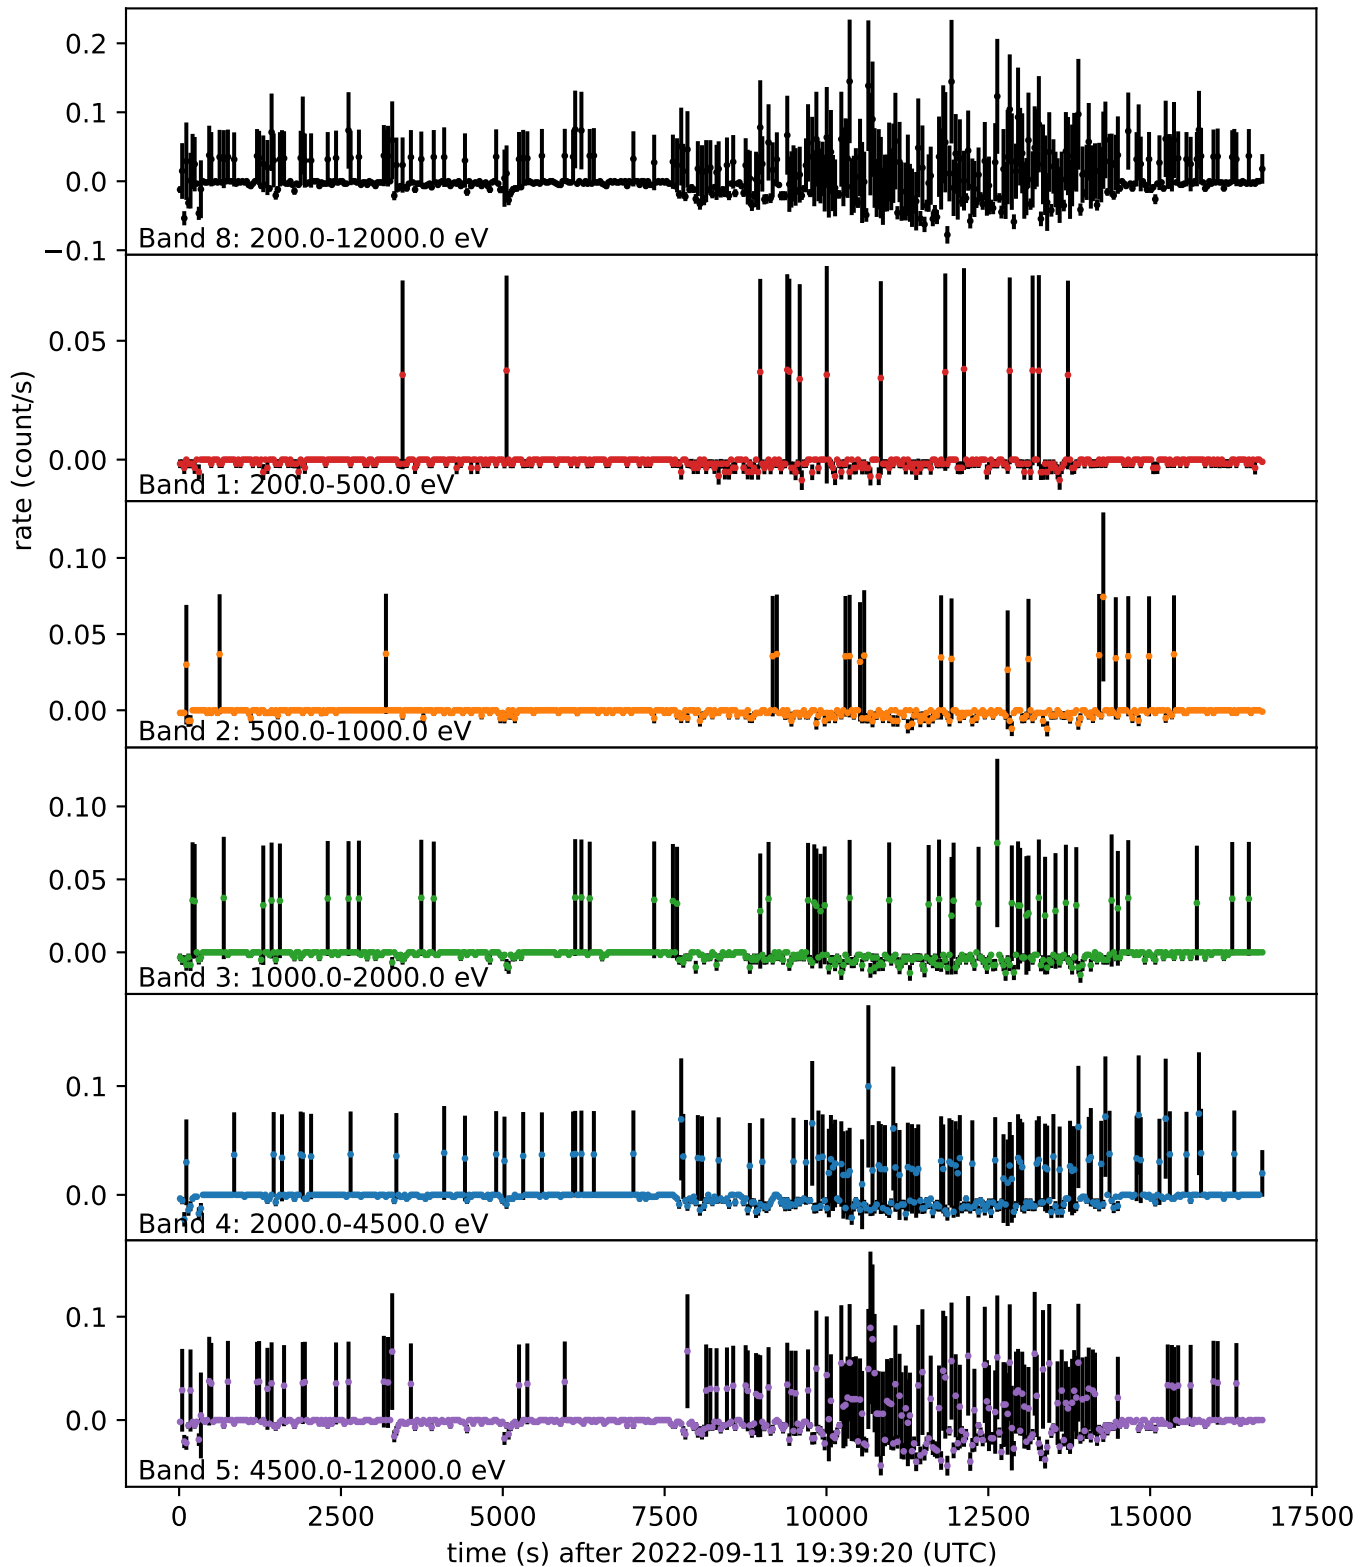 0.2
0.1
0.0
−0.1
Band 8: 200.0-12000.0 eV
0.05
0.00
Band 1: 200.0-500.0 eV
rate (count/s)
0.10
0.05
0.00
Band 2: 500.0-1000.0 eV
0.10
0.05
0.00
Band 3: 1000.0-2000.0 eV
0.1
0.0
Band 4: 2000.0-4500.0 eV
0.1
0.0
Band 5: 4500.0-12000.0 eV
0 2500 5000 7500 10000 12500 15000 17500
time (s) after 2022-09-11 19:39:20 (UTC)